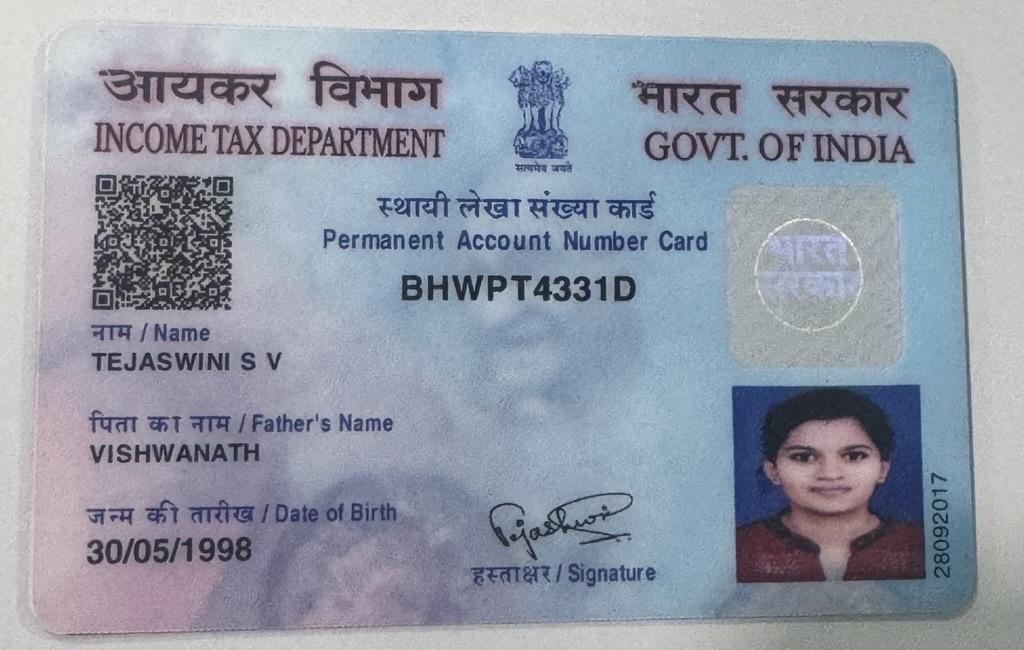 आयकर विभाग
INCOME TAX DEPARTMENT
सत्यमेव जयते
भारत सरकार
GOVT. OF INDIA
स्थायी लेखा संख्या कार्ड
Permanent Account Number Card
BHWPT4331D
भारत
सरकार
नाम / Name
TEJASWINI S V
पिता का नाम / Father's Name
VISHWANATH
जन्म की तारीख / Date of Birth
30/05/1998
Tejashwini
हस्ताक्षर / Signature
28092017